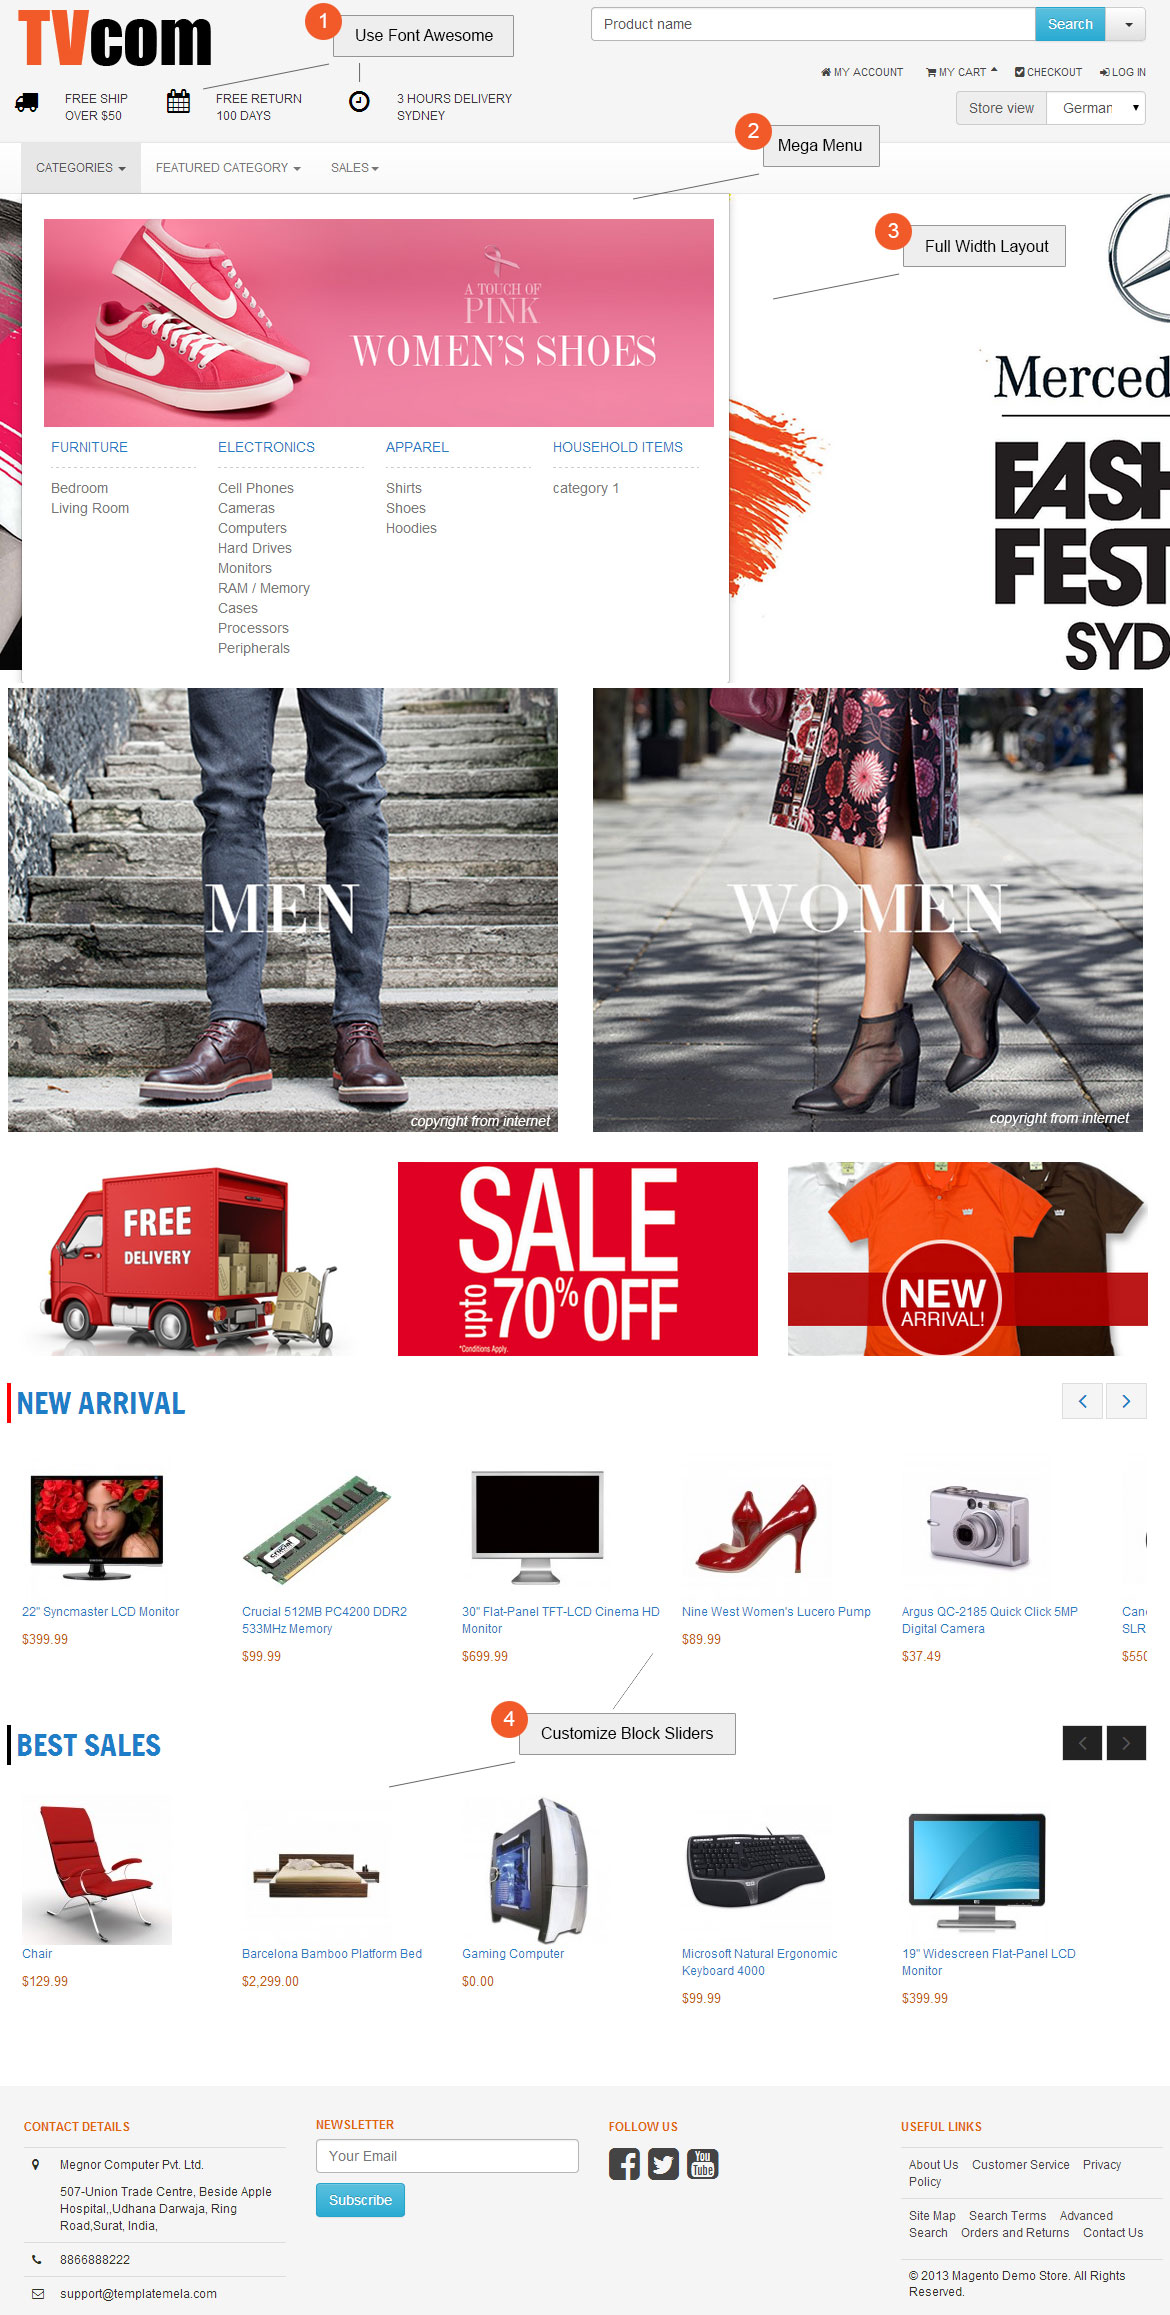 TVcom
1
Use Font Awesome
Product name
Search
MY ACCOUNT
MY CART
CHECKOUT
LOG IN
FREE SHIP
OVER $50
FREE RETURN
100 DAYS
3 HOURS DELIVERY
SYDNEY
Store view
German
2
Mega Menu
CATEGORIES
FEATURED CATEGORY
SALES
3
Full Width Layout
A TOUCH OF
PINK
WOMEN'S SHOES
Merced
FASH
FEST
SYD
FURNITURE
Bedroom
Living Room
ELECTRONICS
Cell Phones
Cameras
Computers
Hard Drives
Monitors
RAM / Memory
Cases
Processors
Peripherals
APPAREL
Shirts
Shoes
Hoodies
HOUSEHOLD ITEMS
category 1
MEN
copyright from internet
WOMEN
copyright from internet
FREE
DELIVERY
SALE
upto 70% OFF
*Conditions Apply.
NEW
ARRIVAL!
NEW ARRIVAL
22" Syncmaster LCD Monitor
$399.99
crucial
Crucial 512MB PC4200 DDR2
533MHz Memory
$99.99
30" Flat-Panel TFT-LCD Cinema HD
Monitor
$699.99
Nine West Women's Lucero Pump
$89.99
Argus QC-2185 Quick Click 5MP
Digital Camera
$37.49
Cano
SLR
$550
4
Customize Block Sliders
BEST SALES
Chair
$129.99
Barcelona Bamboo Platform Bed
$2,299.00
Gaming Computer
$0.00
Microsoft Natural Ergonomic
Keyboard 4000
$99.99
19" Widescreen Flat-Panel LCD
Monitor
$399.99
CONTACT DETAILS
Megnor Computer Pvt. Ltd.
507-Union Trade Centre, Beside Apple
Hospital,,Udhana Darwaja, Ring
Road,Surat, India,
8866888222
support@templatemela.com
NEWSLETTER
Your Email
Subscribe
FOLLOW US
You
Tube
USEFUL LINKS
About Us Customer Service Privacy
Policy
Site Map Search Terms Advanced
Search Orders and Returns Contact Us
© 2013 Magento Demo Store. All Rights
Reserved.